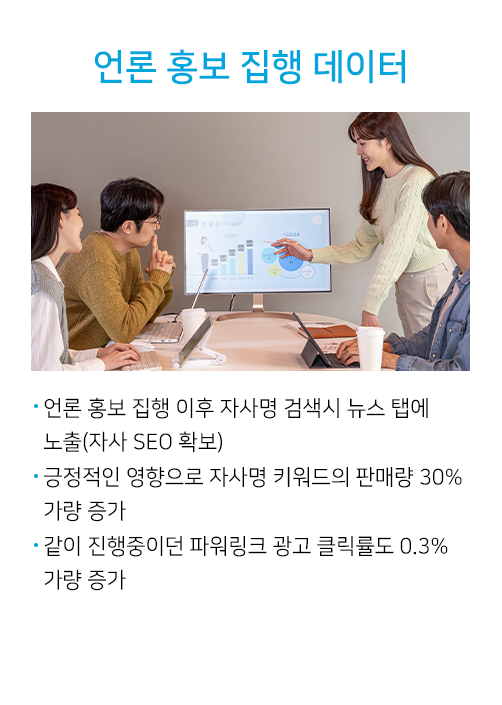 언론 홍보 집행 데이터
· 언론 홍보 집행 이후 자사명 검색시 뉴스 탭에
노출(자사 SEO 확보)
· 긍정적인 영향으로 자사명 키워드의 판매량 30%
가량 증가
· 같이 진행중이던 파워링크 광고 클릭률도 0.3%
가량 증가